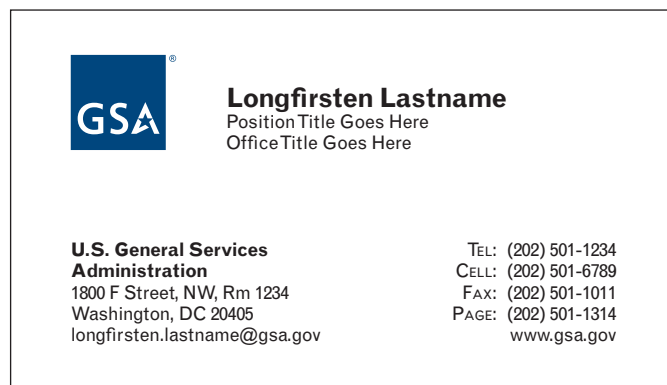 GSA®
Longfirsten Lastname
Position Title Goes Here
Office Title Goes Here
U.S. General Services
Administration
1800 F Street, NW, Rm 1234
Washington, DC 20405
longfirsten.lastname@gsa.gov
TEL: (202) 501-1234
CELL: (202) 501-6789
FAX: (202) 501-1011
PAGE: (202) 501-1314
www.gsa.gov